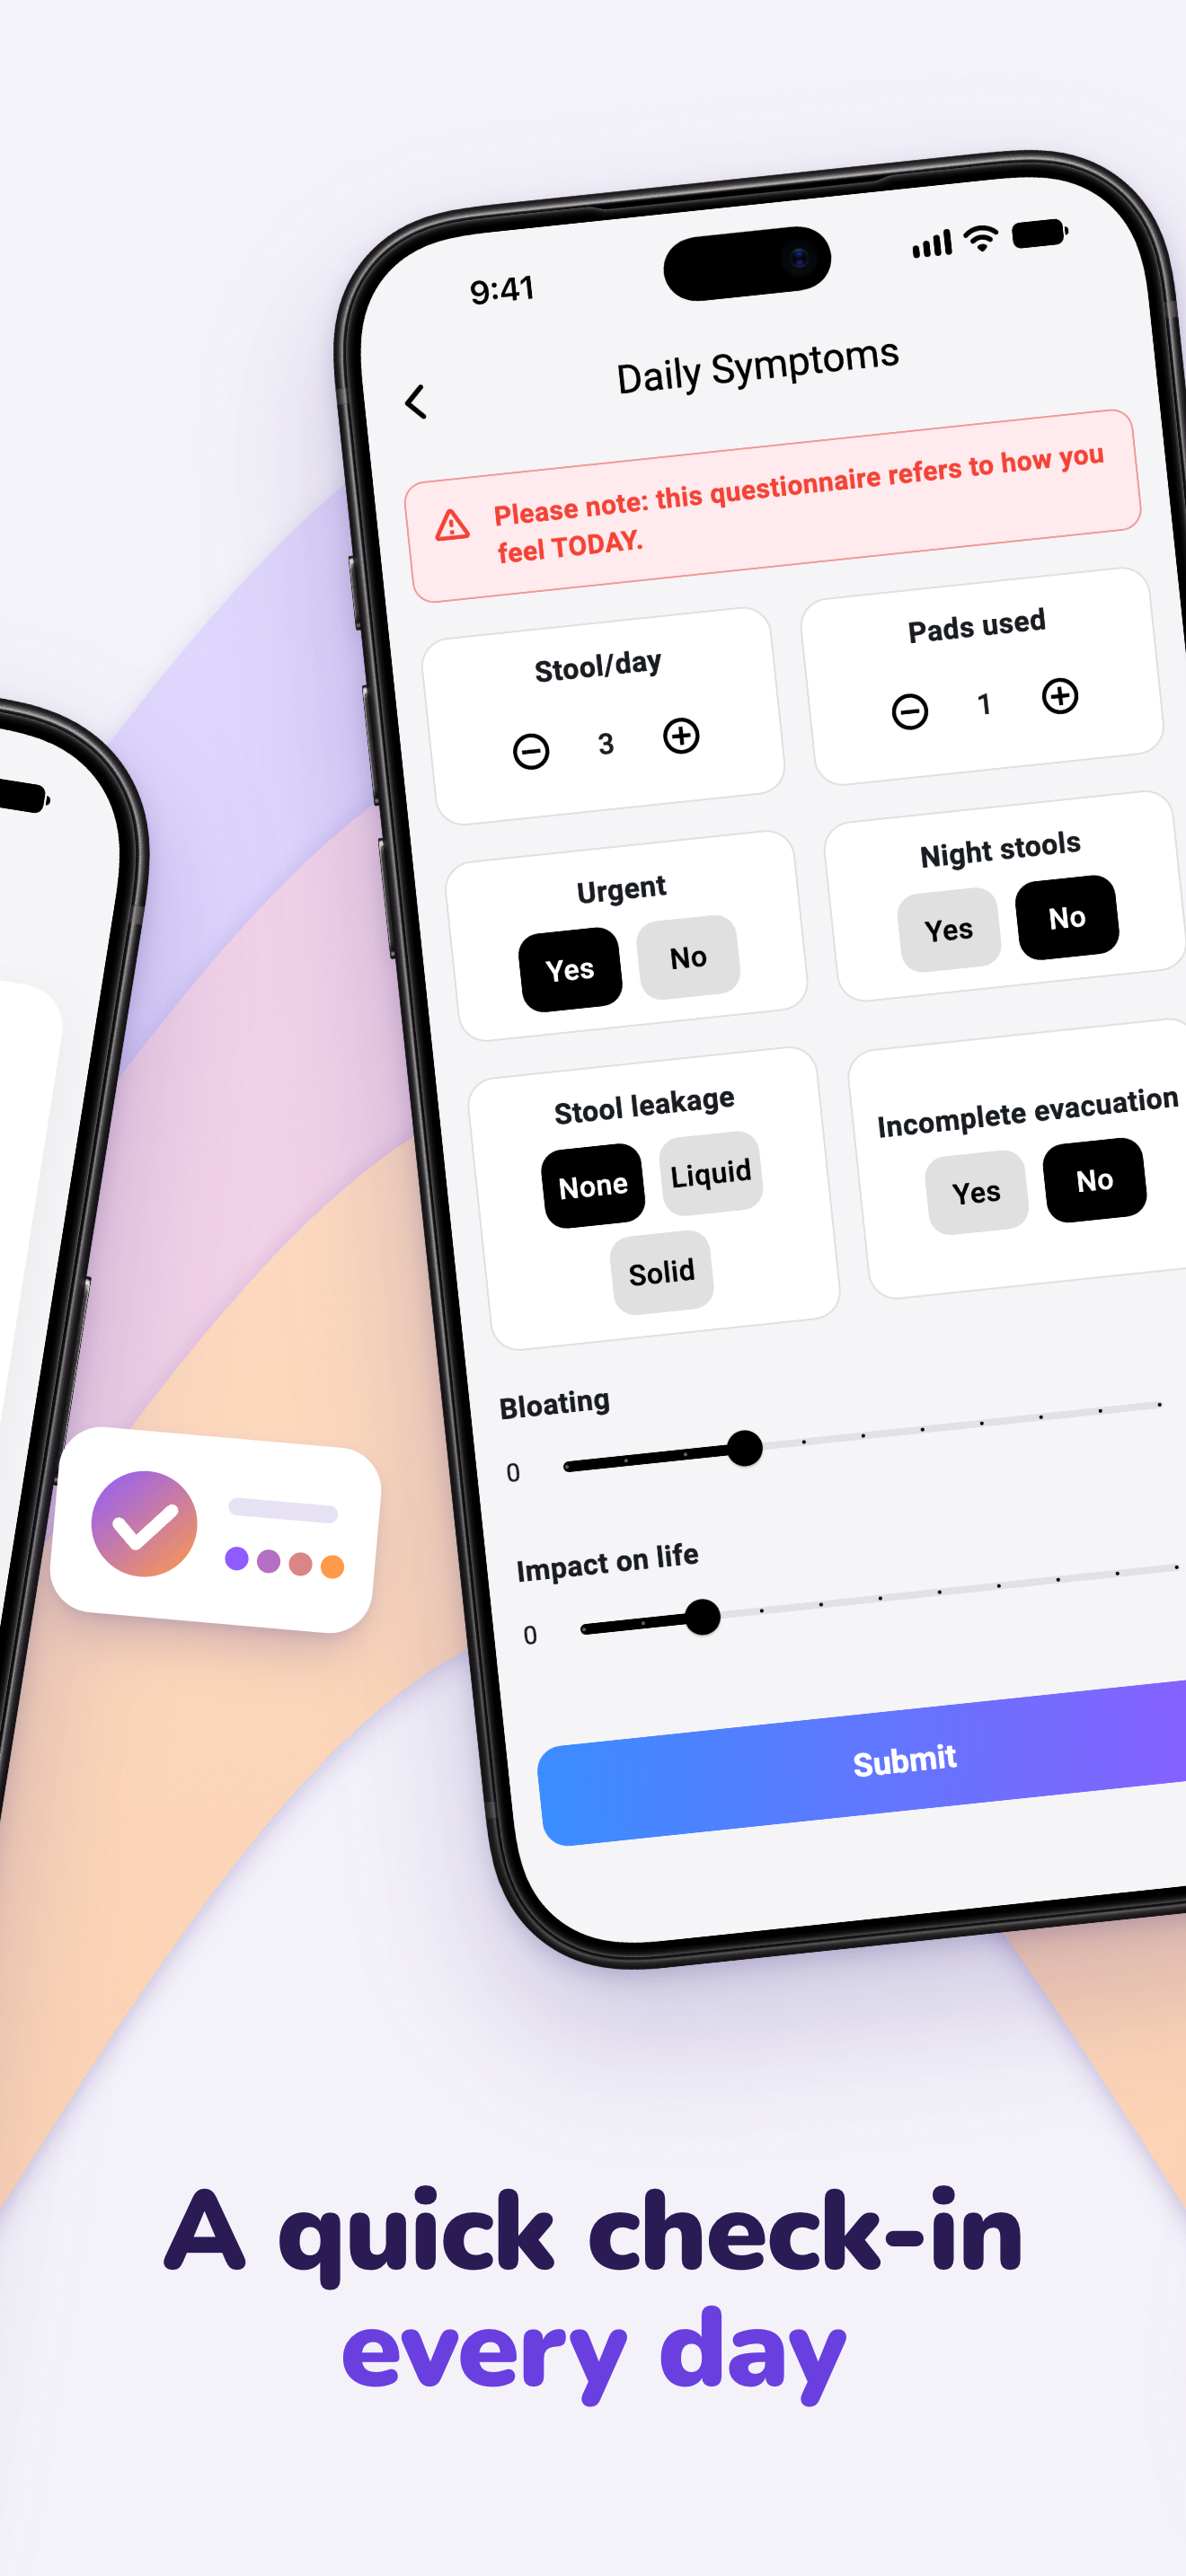 9:41
Daily Symptoms
Please note: this questionnaire refers to how you
feel TODAY.
Stool/day
3
Pads used
1
Urgent
Yes No
Night stools
Yes No
Stool leakage
None Liquid
Solid
Incomplete evacuation
Yes No
Bloating
0
Impact on life
0
Submit
A quick check-in
every day